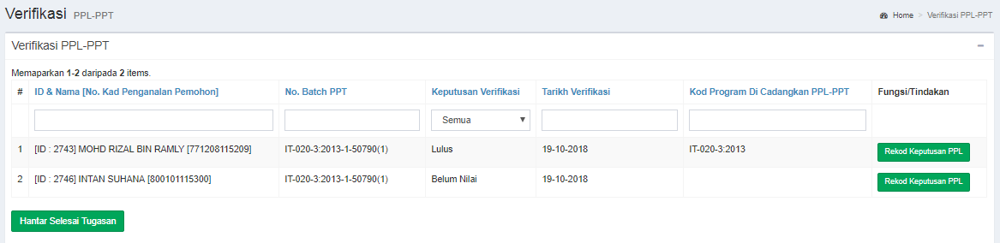 Verifikasi PPL-PPT
Home > Verifikasi PPL-PPT
Verifikasi PPL-PPT
Memaparkan 1-2 daripada 2 items.
# ID & Nama [No. Kad Penganalan Pemohon] No. Batch PPT Keputusan Verifikasi Tarikh Verifikasi Kod Program Di Cadangkan PPL-PPT Fungsi/Tindakan
Semua
1 [ID : 2743] MOHD RIZAL BIN RAMLY [771208115209] IT-020-3:2013-1-50790(1) Lulus 19-10-2018 IT-020-3:2013 Rekod Keputusan PPL
2 [ID : 2746] INTAN SUHANA [800101115300] IT-020-3:2013-1-50790(1) Belum Nilai 19-10-2018 Rekod Keputusan PPL
Hantar Selesai Tugasan